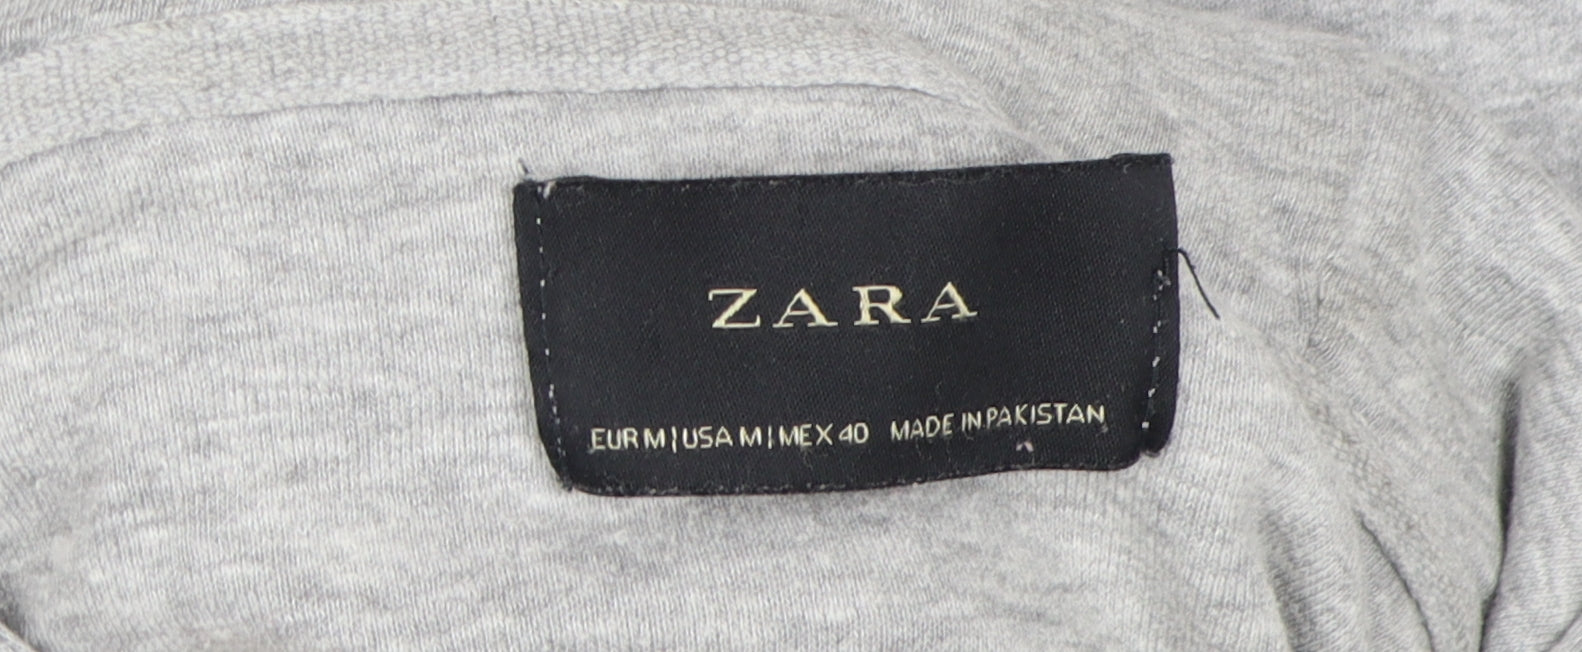 ZARA
EUR M | USA M | MEX 40 MADE IN PAKISTAN